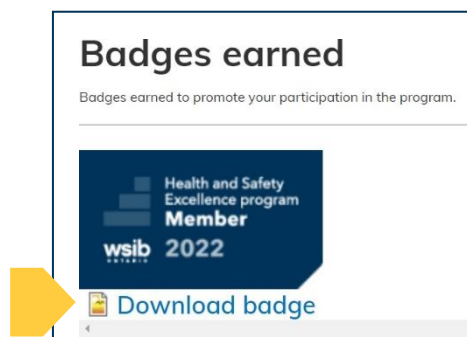 Badges earned
Badges earned to promote your participation in the program.
Health and Safety
Excellence program
Member
wsib 2022
ONTARIO
Download badge